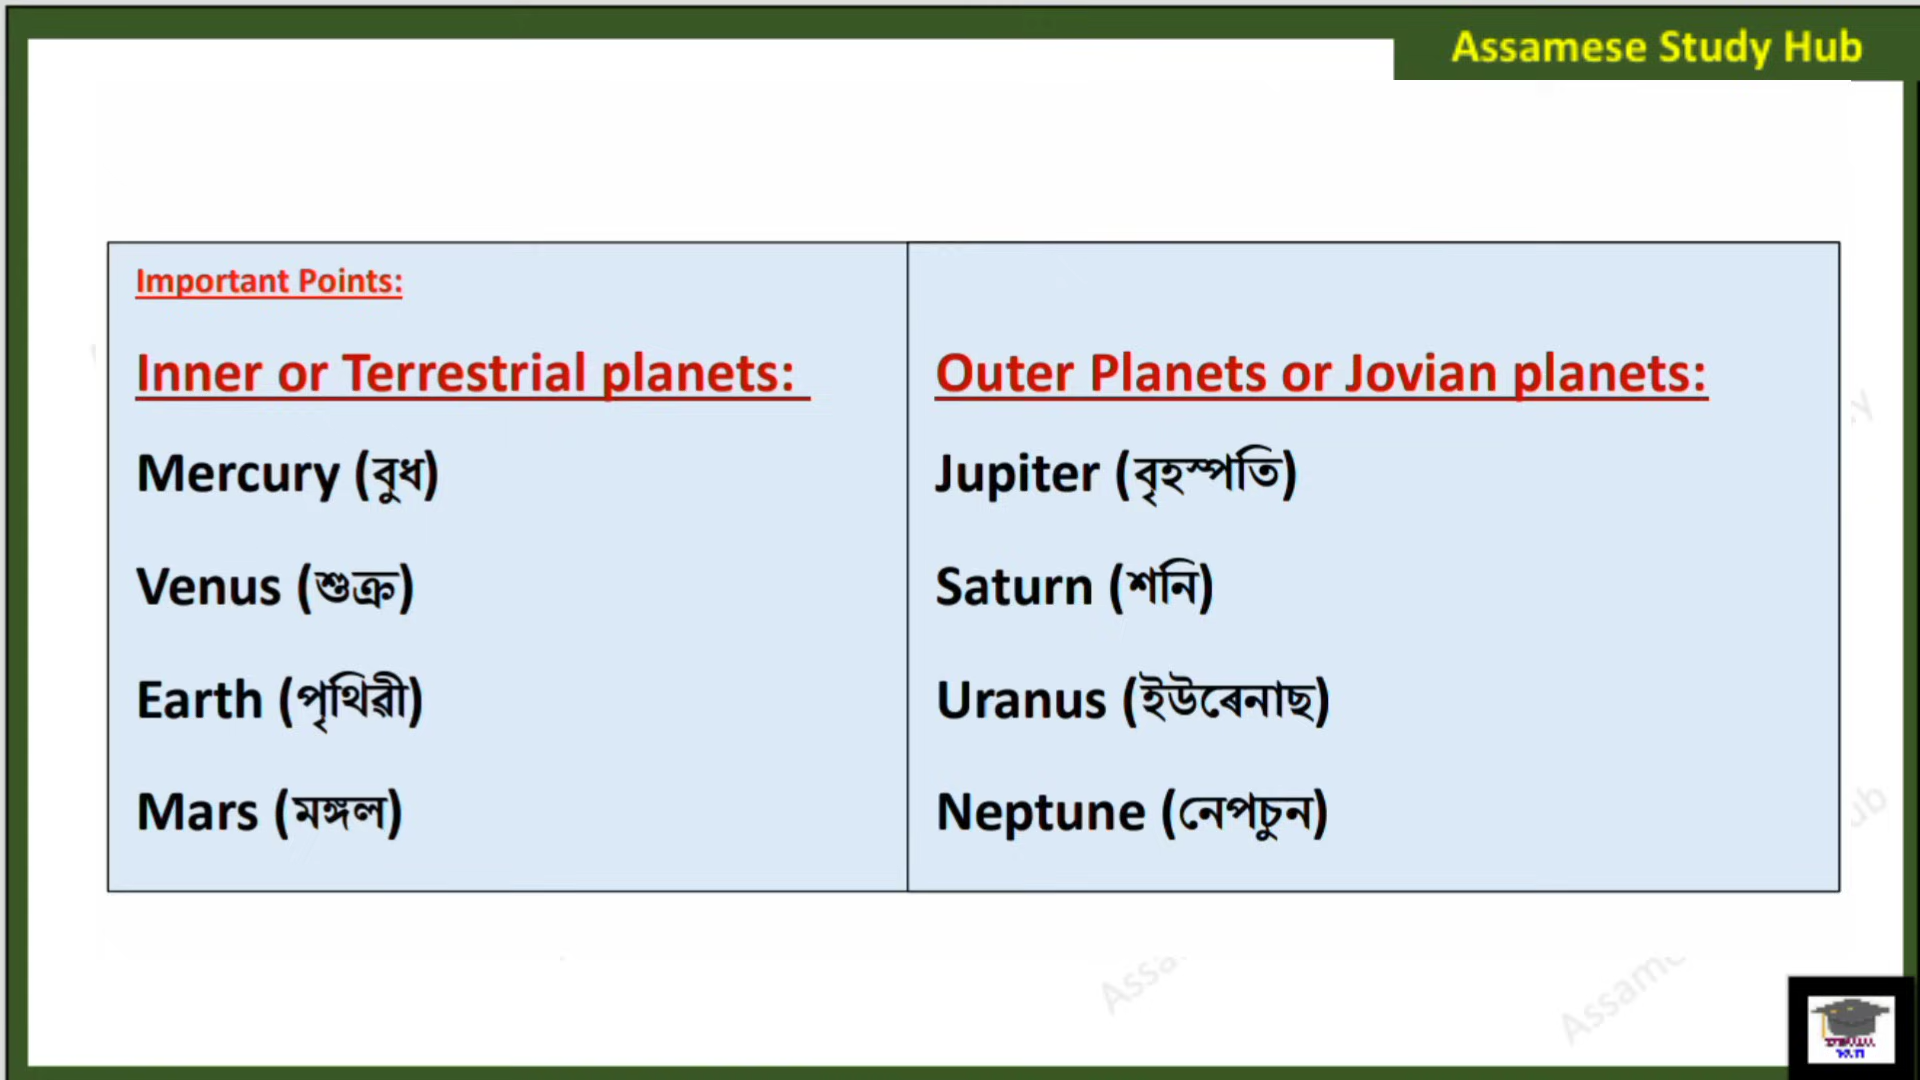 Assamese Study Hub
Important Points:
Inner or Terrestrial planets:
Mercury (বুধ)
Venus (শুক্ৰ)
Earth (পৃথিৱী)
Mars (মঙ্গল)
Outer Planets or Jovian planets:
Jupiter (বৃহস্পতি)
Saturn (শনি)
Uranus (ইউৰেনাছ)
Neptune (নেপচুন)